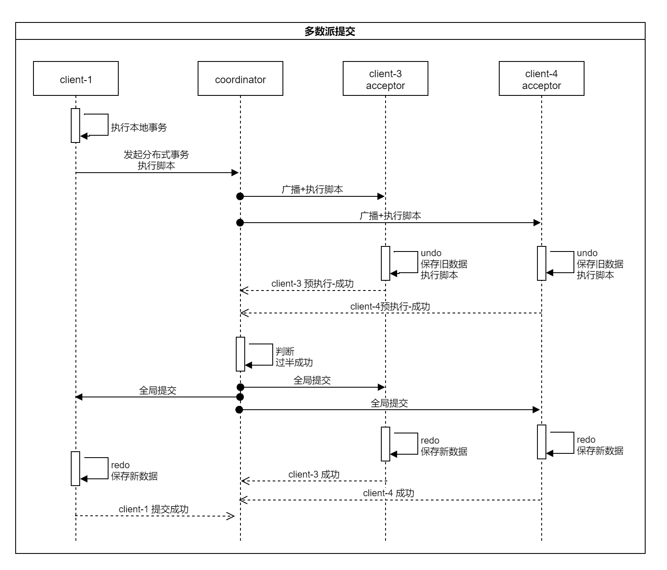 多数派提交
client-1
coordinator
client-3
acceptor
client-4
acceptor
执行本地事务
发起分布式事务
执行脚本
广播+执行脚本
广播+执行脚本
undo
保存旧数据
执行脚本
undo
保存旧数据
执行脚本
client-3 预执行-成功
client-4预执行-成功
判断
过半成功
全局提交
全局提交
全局提交
redo
保存新数据
redo
保存新数据
redo
保存新数据
client-3 成功
client-4 成功
client-1 提交成功